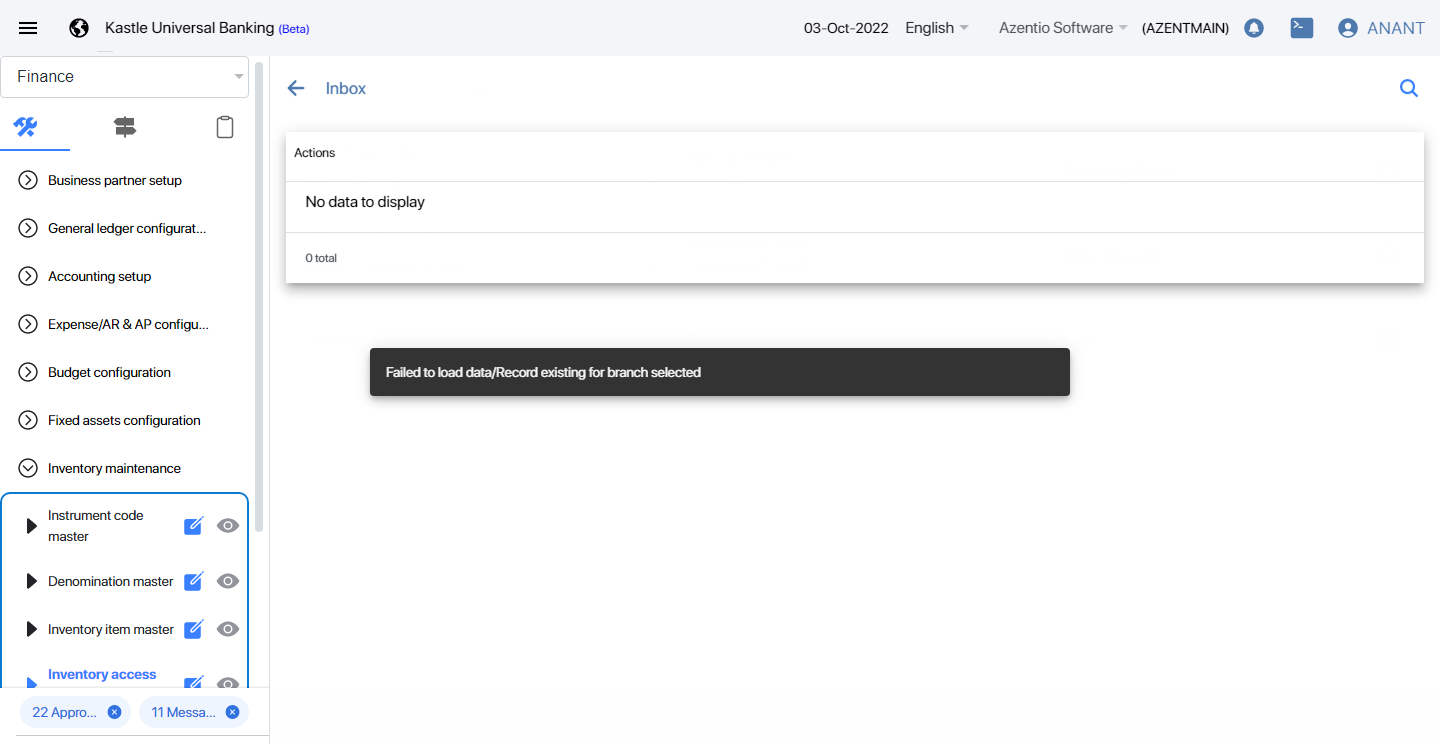 Kastle Universal Banking (Beta)
03-Oct-2022
English
Azentio Software
(AZENTMAIN)
ANANT
Finance
Inbox
Business partner setup
General ledger configurat...
Accounting setup
Expense/AR & AP configu...
Budget configuration
Fixed assets configuration
Inventory maintenance
Instrument code
master
Denomination master
Inventory item master
Inventory access
22 Appro...
11 Messa...
Actions
No data to display
0 total
Failed to load data/Record existing for branch selected